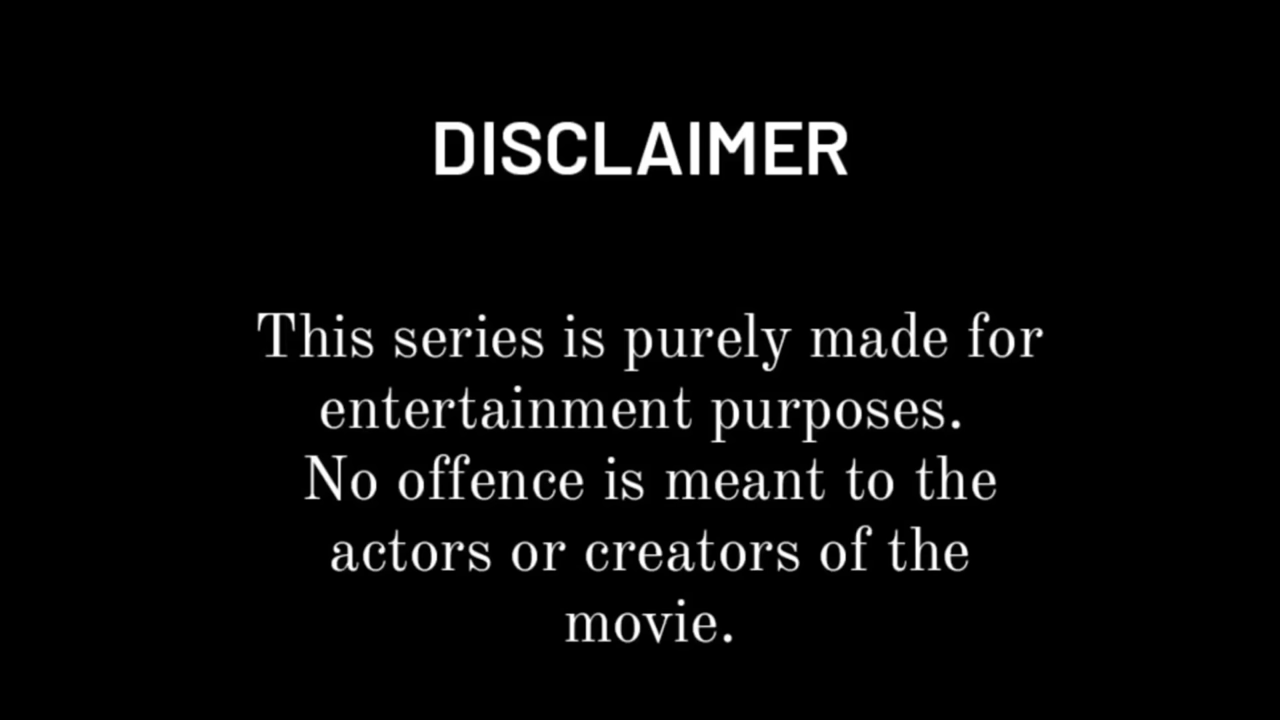 DISCLAIMER
This series is purely made for
entertainment purposes.
No offence is meant to the
actors or creators of the
movie.